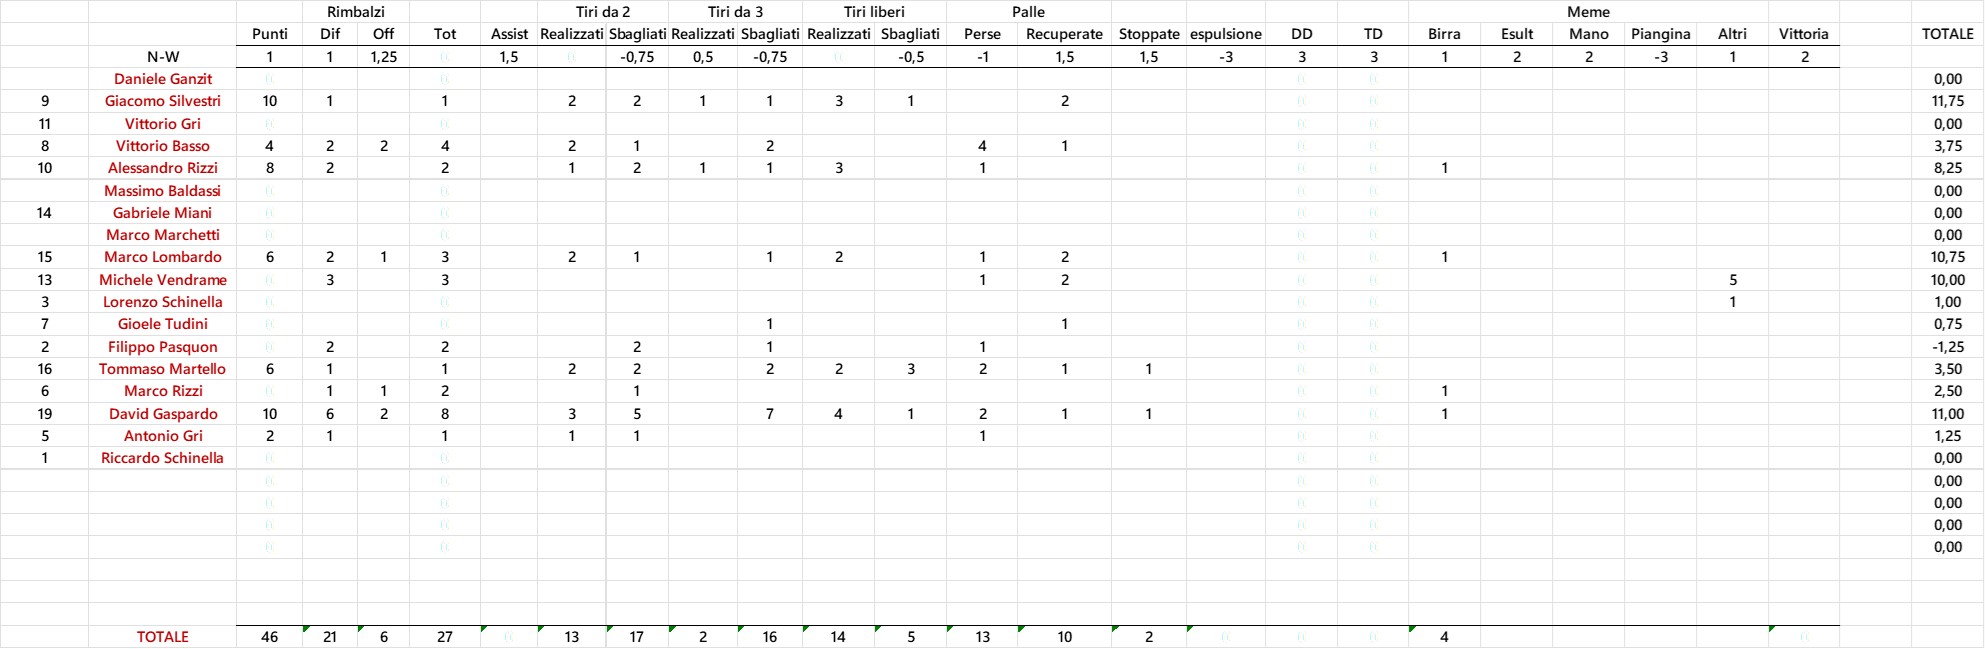 Rimbalzi Tiri da 2 Tiri da 3 Tiri liberi Palle Meme
Punti Dif Off Tot Assist Realizzati Sbagliati Realizzati Sbagliati Realizzati Sbagliati Perse Recuperate Stoppate espulsione DD TD Birra Esult Mano Piangina Altri Vittoria TOTALE
N-W 1 1 1,25 1,5 -0,75 0,5 -0,75 -0,5 -1 1,5 1,5 -3 3 3 1 2 2 -3 1 2
Daniele Ganzit 0,00
9 Giacomo Silvestri 10 1 1 2 2 1 1 3 1 2 11,75
11 Vittorio Gri 0,00
8 Vittorio Basso 4 2 2 4 2 1 2 4 1 3,75
10 Alessandro Rizzi 8 2 2 1 2 1 1 3 1 1 8,25
Massimo Baldassi 0,00
14 Gabriele Miani 0,00
Marco Marchetti 0,00
15 Marco Lombardo 6 2 1 3 2 1 1 2 1 2 1 10,75
13 Michele Vendrame 3 3 1 2 5 10,00
3 Lorenzo Schinella 1 1,00
7 Gioele Tudini 1 1 0,75
2 Filippo Pasquon 2 2 2 1 1 -1,25
16 Tommaso Martello 6 1 1 2 2 2 2 3 2 1 1 3,50
6 Marco Rizzi 1 1 2 1 1 2,50
19 David Gaspardo 10 6 2 8 3 5 7 4 1 2 1 1 1 11,00
5 Antonio Gri 2 1 1 1 1 1 1,25
1 Riccardo Schinella 0,00
0,00
0,00
0,00
0,00
TOTALE 46 21 6 27 13 17 2 16 14 5 13 10 2 4